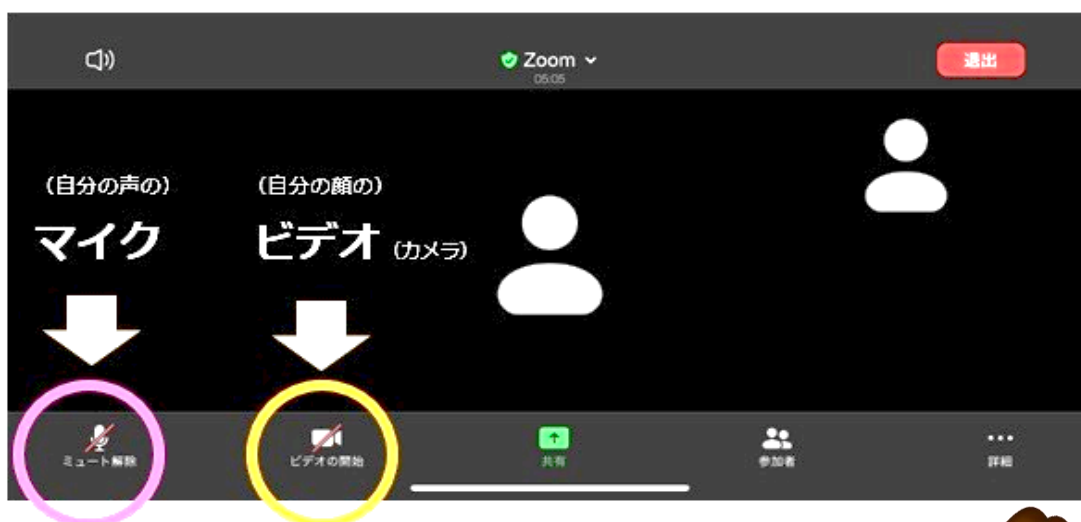 Zoom
05:05
退出
(自分の声の)
マイク
(自分の顔の)
ビデオ (カメラ)
ミュート解除
ビデオの開始
共有
参加者
詳細